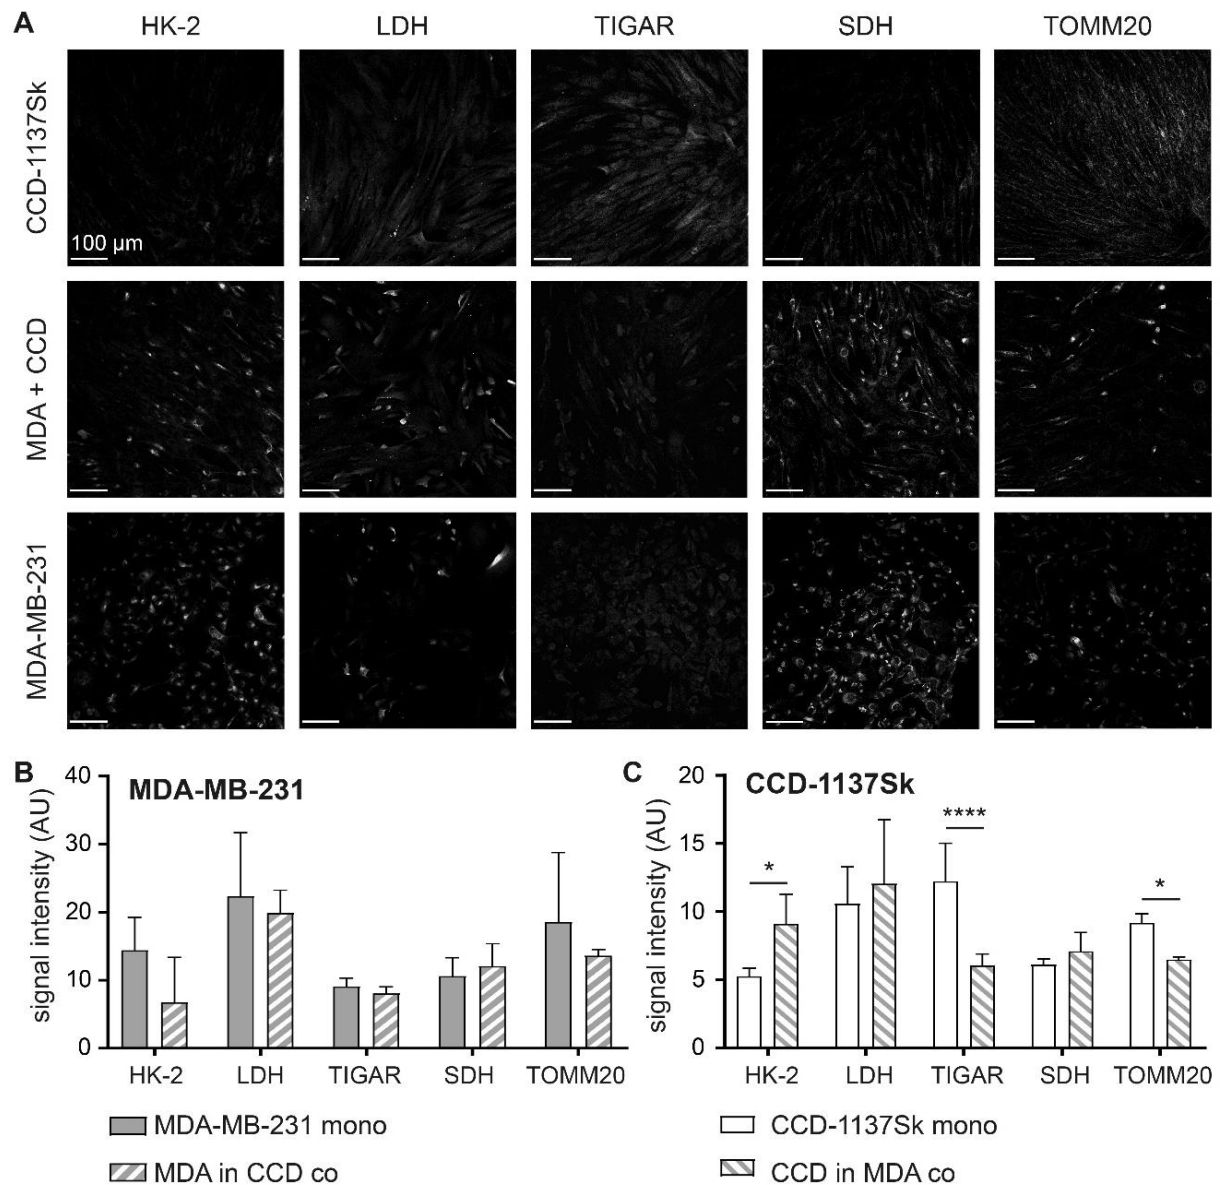 A
HK-2 LDH TIGAR SDH TOMM20
CCD-1137Sk
100 µm
MDA + CCD
MDA-MB-231
B
MDA-MB-231
signal intensity (AU)
40
30
20
10
0
HK-2 LDH TIGAR SDH TOMM20
MDA-MB-231 mono
MDA in CCD co
C
CCD-1137Sk
signal intensity (AU)
20
15
10
5
0
* **** *
HK-2 LDH TIGAR SDH TOMM20
CCD-1137Sk mono
CCD in MDA co